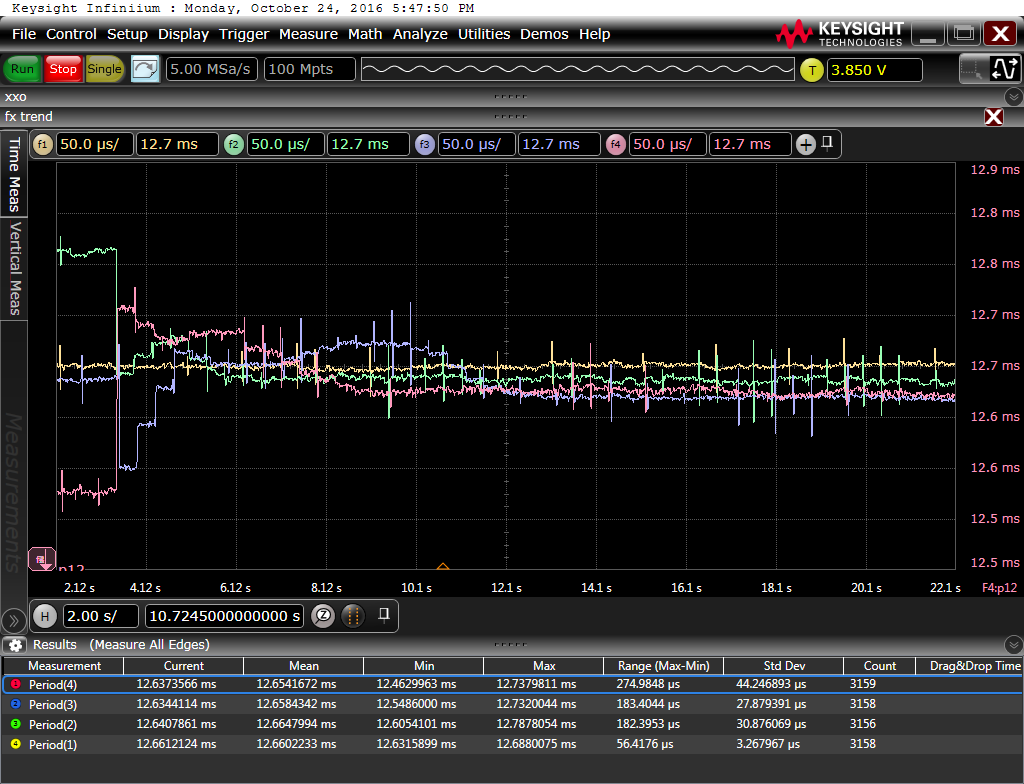 Keysight Infiniium : Monday, October 24, 2016 5:47:50 PM
File Control Setup Display Trigger Measure Math Analyze Utilities Demos Help
KEYSIGHT
TECHNOLOGIES
Run Stop Single 5.00 MSa/s 100 Mpts T 3.850 V
xxo
fx trend
Time Meas
Vertical Meas
Measurements
f1 50.0 µs/ 12.7 ms f2 50.0 µs/ 12.7 ms f3 50.0 µs/ 12.7 ms f4 50.0 µs/ 12.7 ms +
12.9 ms
12.8 ms
12.8 ms
12.7 ms
12.7 ms
12.6 ms
12.6 ms
12.5 ms
12.5 ms
p12
2.12 s 4.12 s 6.12 s 8.12 s 10.1 s 12.1 s 14.1 s 16.1 s 18.1 s 20.1 s 22.1 s F4:p12
H 2.00 s/ 10.7245000000000 s Z
Results (Measure All Edges)
Measurement Current Mean Min Max Range (Max-Min) Std Dev Count Drag&Drop Time
1 Period(4) 12.6373566 ms 12.6541672 ms 12.4629963 ms 12.7379811 ms 274.9848 µs 44.246893 µs 3159
2 Period(3) 12.6344114 ms 12.6584342 ms 12.5486000 ms 12.7320044 ms 183.4044 µs 27.879391 µs 3158
3 Period(2) 12.6407861 ms 12.6647994 ms 12.6054101 ms 12.7878054 ms 182.3953 µs 30.876069 µs 3156
4 Period(1) 12.6612124 ms 12.6602233 ms 12.6315899 ms 12.6880075 ms 56.4176 µs 3.267967 µs 3158